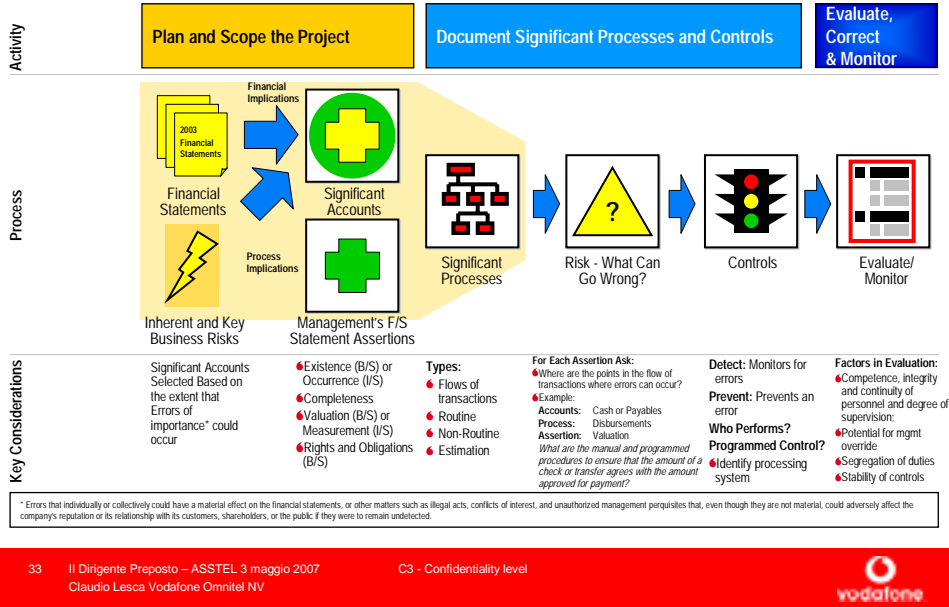 Activity
Plan and Scope the Project
Document Significant Processes and Controls
Evaluate,
Correct
& Monitor
Process
Financial
Implications
2003
Financial
Statements
Financial
Statements
Significant
Accounts
Process
Implications
Inherent and Key
Business Risks
Management's F/S
Statement Assertions
Significant
Processes
?
Risk - What Can
Go Wrong?
Controls
Evaluate/
Monitor
Key Considerations
Significant Accounts
Selected Based on
the extent that
Errors of
importance* could
occur
Existence (B/S) or
Occurrence (I/S)
Completeness
Valuation (B/S) or
Measurement (I/S)
Rights and Obligations
(B/S)
Types:
Flows of
transactions
Routine
Non-Routine
Estimation
For Each Assertion Ask:
Where are the points in the flow of
transactions where errors can occur?
Example:
Accounts: Cash or Payables
Process: Disbursements
Assertion: Valuation
What are the manual and programmed
procedures to ensure that the amount of a
check or transfer agrees with the amount
approved for payment?
Detect: Monitors for
errors
Prevent: Prevents an
error
Who Performs?
Programmed Control?
Identify processing
system
Factors in Evaluation:
Competence, integrity
and continuity of
personnel and degree of
supervision;
Potential for mgmt
override
Segregation of duties
Stability of controls
* Errors that individually or collectively could have a material effect on the financial statements, or other matters such as illegal acts, conflicts of interest, and unauthorized management perquisites that, even though they are not material, could adversely affect the
company's reputation or its relationship with its customers, shareholders, or the public if they were to remain undetected.
33 Il Dirigente Preposto – ASSTEL 3 maggio 2007 C3 - Confidentiality level
Claudio Lesca Vodafone Omnitel NV
vodafone